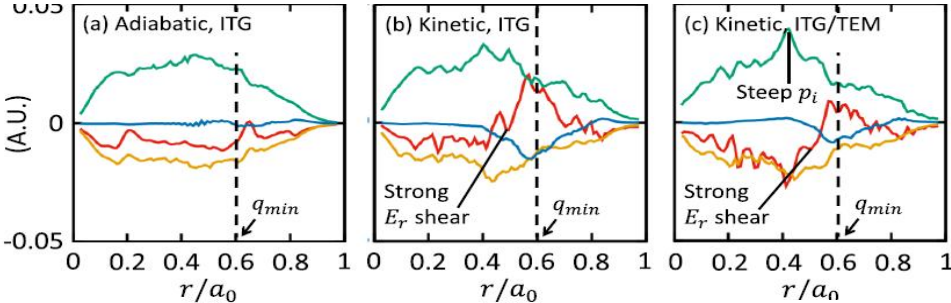 0.05
(a) Adiabatic, ITG
(b) Kinetic, ITG
(c) Kinetic, ITG/TEM
Steep p_i
(A.U.)
0
Strong
E_r shear
q_min
Strong
E_r shear
q_min
q_min
-0.05
0 0.2 0.4 0.6 0.8 1
0 0.2 0.4 0.6 0.8 1
0 0.2 0.4 0.6 0.8 1
r/a_0
r/a_0
r/a_0